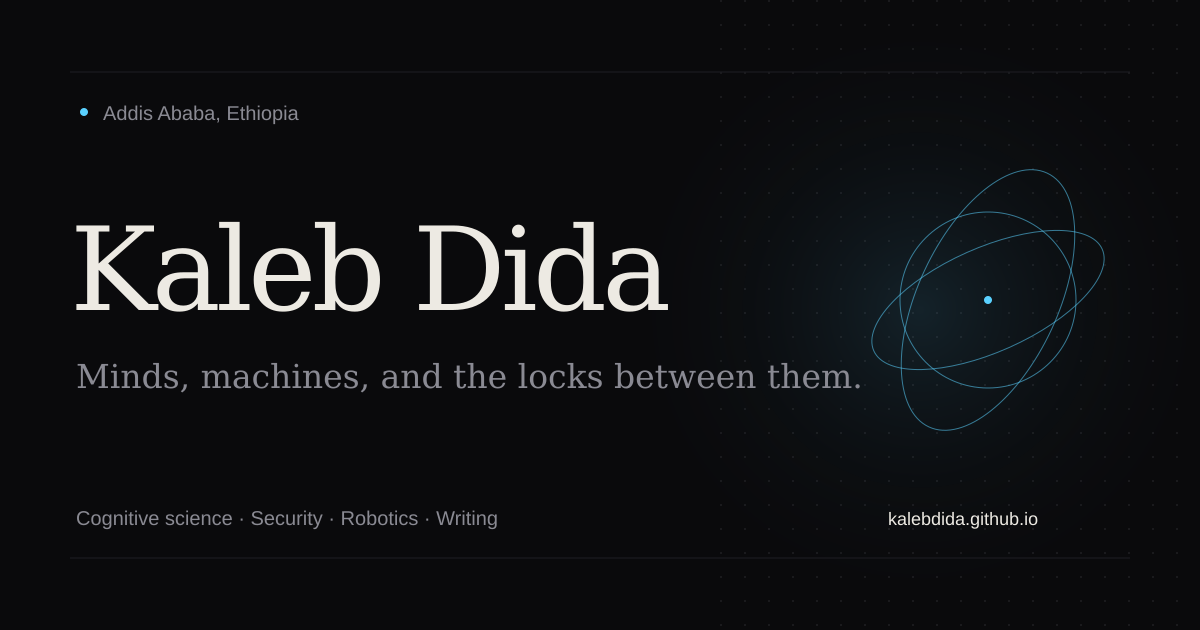 Addis Ababa, Ethiopia
Kaleb Dida
Minds, machines, and the locks between them.
Cognitive science · Security · Robotics · Writing
kalebdida.github.io